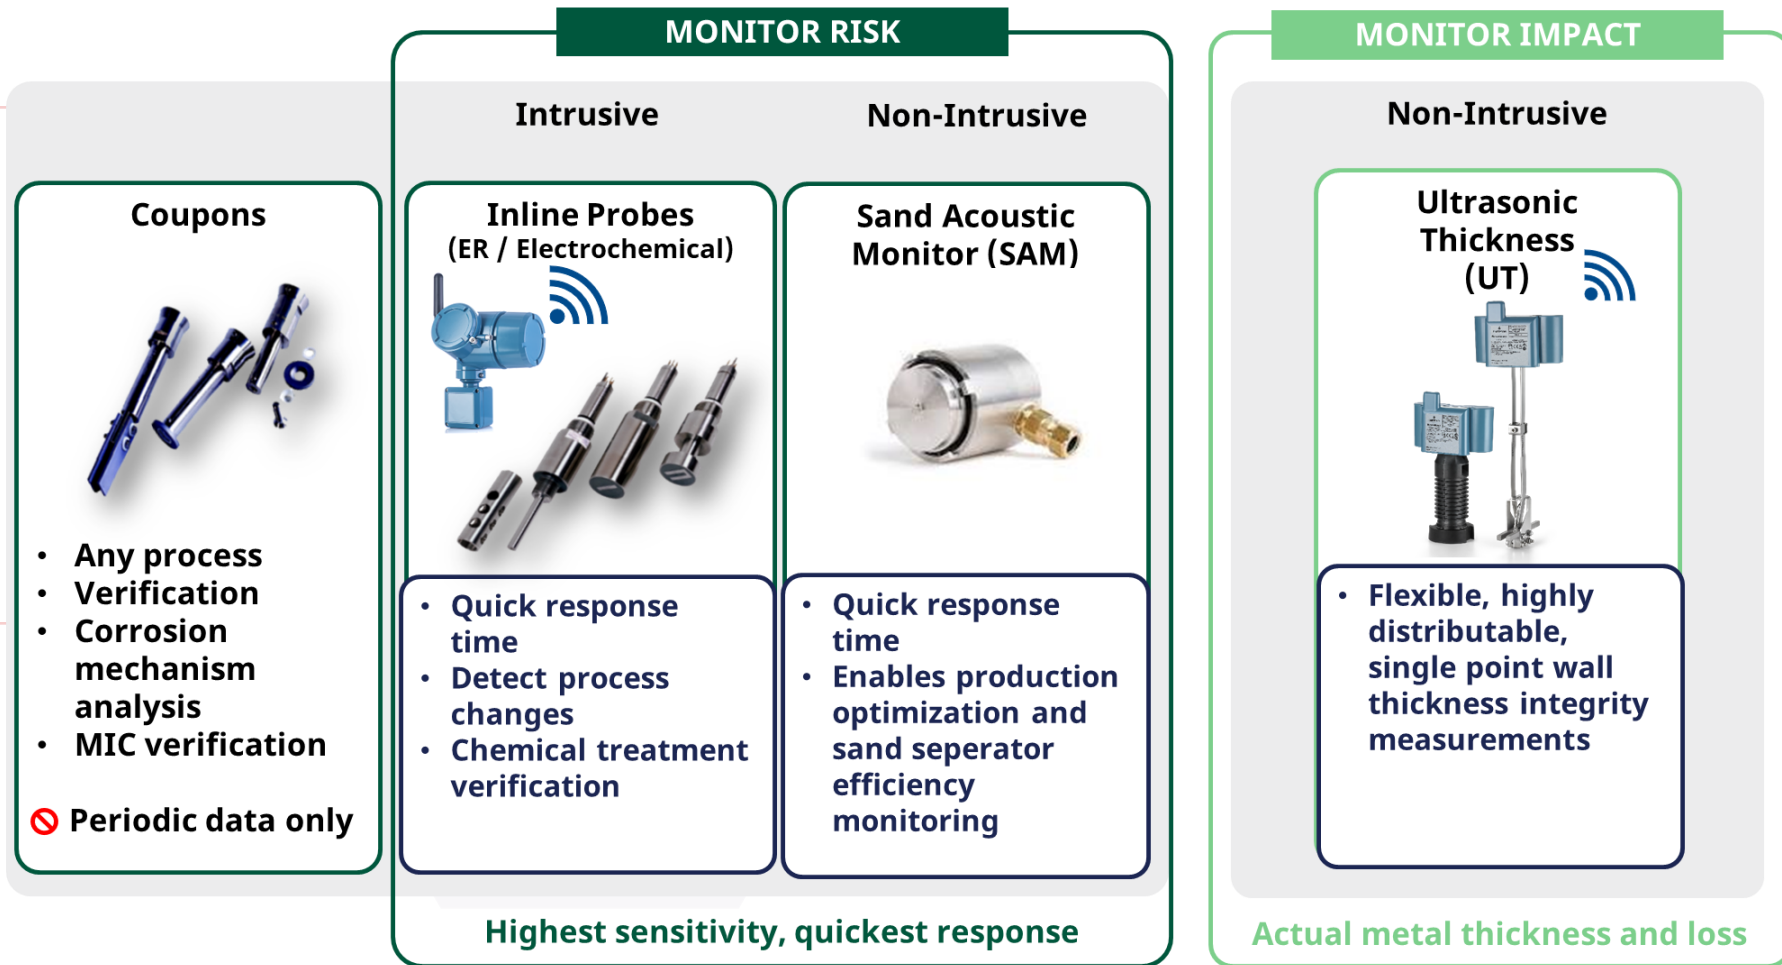 MONITOR RISK
MONITOR IMPACT
Intrusive
Non-Intrusive
Non-Intrusive
Coupons
• Any process
• Verification
• Corrosion
mechanism
analysis
• MIC verification
Periodic data only
Inline Probes
(ER / Electrochemical)
• Quick response
time
• Detect process
changes
• Chemical treatment
verification
Sand Acoustic
Monitor (SAM)
• Quick response
time
• Enables production
optimization and
sand seperator
efficiency
monitoring
Highest sensitivity, quickest response
Ultrasonic
Thickness
(UT)
• Flexible, highly
distributable,
single point wall
thickness integrity
measurements
Actual metal thickness and loss